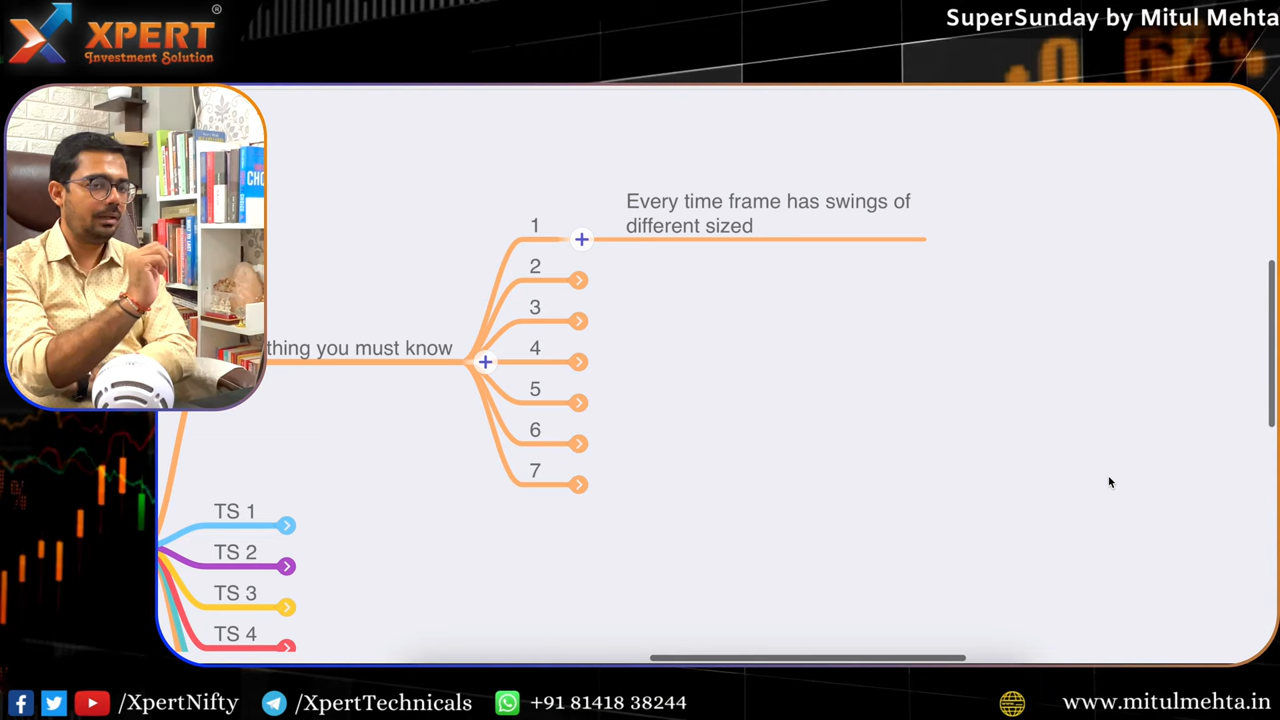 XPERT
®
Investment Solution
SuperSunday by Mitul Mehta
Every time frame has swings of
different sized
1
2
3
thing you must know
4
5
6
7
TS 1
TS 2
TS 3
TS 4
/XpertNifty
/XpertTechnicals
+91 81418 38244
www.mitulmehta.in